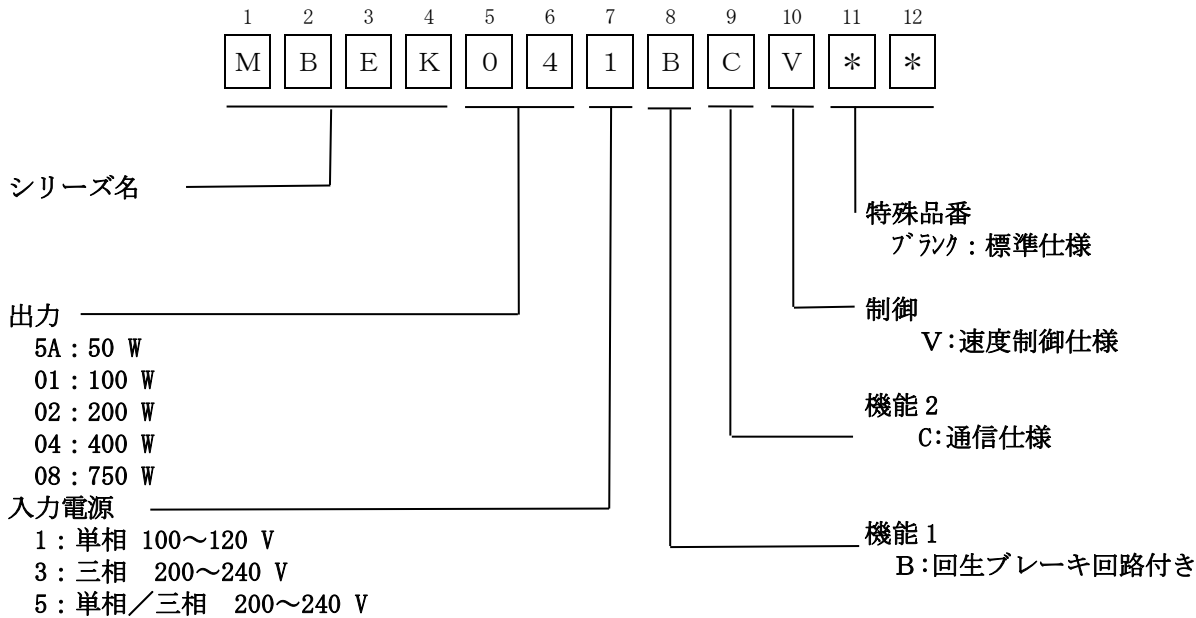 1 2 3 4 5 6 7 8 9 10 11 12
M B E K 0 4 1 B C V * *
シリーズ名
出力
5A：50 W
01：100 W
02：200 W
04：400 W
08：750 W
入力電源
1：単相 100～120 V
3：三相 200～240 V
5：単相／三相 200～240 V
特殊品番
ﾌﾞﾗﾝｸ：標準仕様
制御
V：速度制御仕様
機能 2
C：通信仕様
機能 1
B：回生ブレーキ回路付き